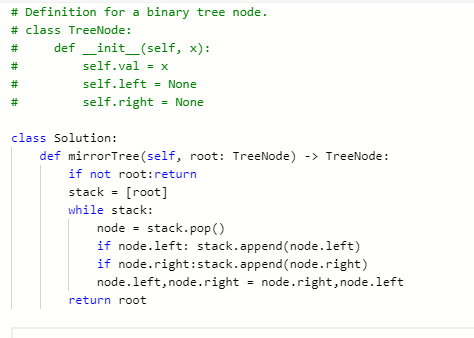 # Definition for a binary tree node.
# class TreeNode:
#     def __init__(self, x):
#         self.val = x
#         self.left = None
#         self.right = None

class Solution:
    def mirrorTree(self, root: TreeNode) -> TreeNode:
        if not root:return
        stack = [root]
        while stack:
            node = stack.pop()
            if node.left: stack.append(node.left)
            if node.right:stack.append(node.right)
            node.left,node.right = node.right,node.left
        return root